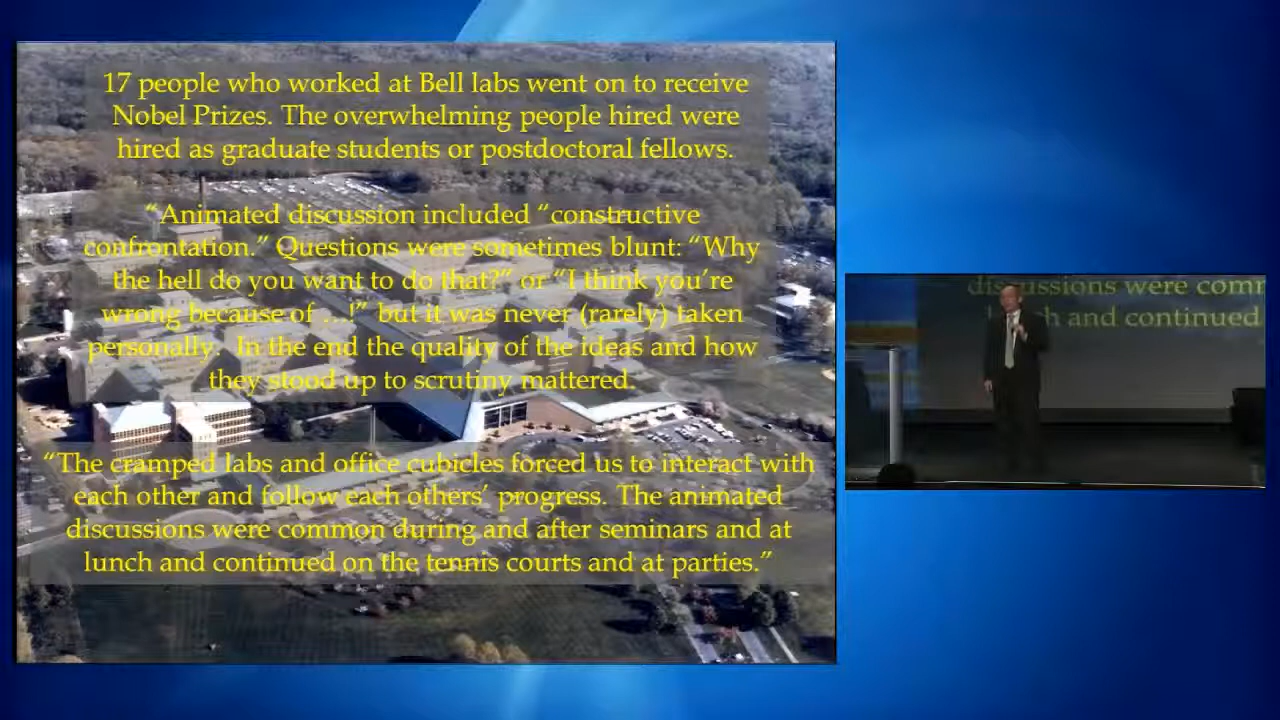 17 people who worked at Bell labs went on to receive
Nobel Prizes. The overwhelming people hired were
hired as graduate students or postdoctoral fellows.
“Animated discussion included “constructive
confrontation.” Questions were sometimes blunt: “Why
the hell do you want to do that?” or “I think you’re
wrong because of ...!” but it was never (rarely) taken
personally. In the end the quality of the ideas and how
they stood up to scrutiny mattered.
“The cramped labs and office cubicles forced us to interact with
each other and follow each others’ progress. The animated
discussions were common during and after seminars and at
lunch and continued on the tennis courts and at parties.”
discussions were comm
h and continued